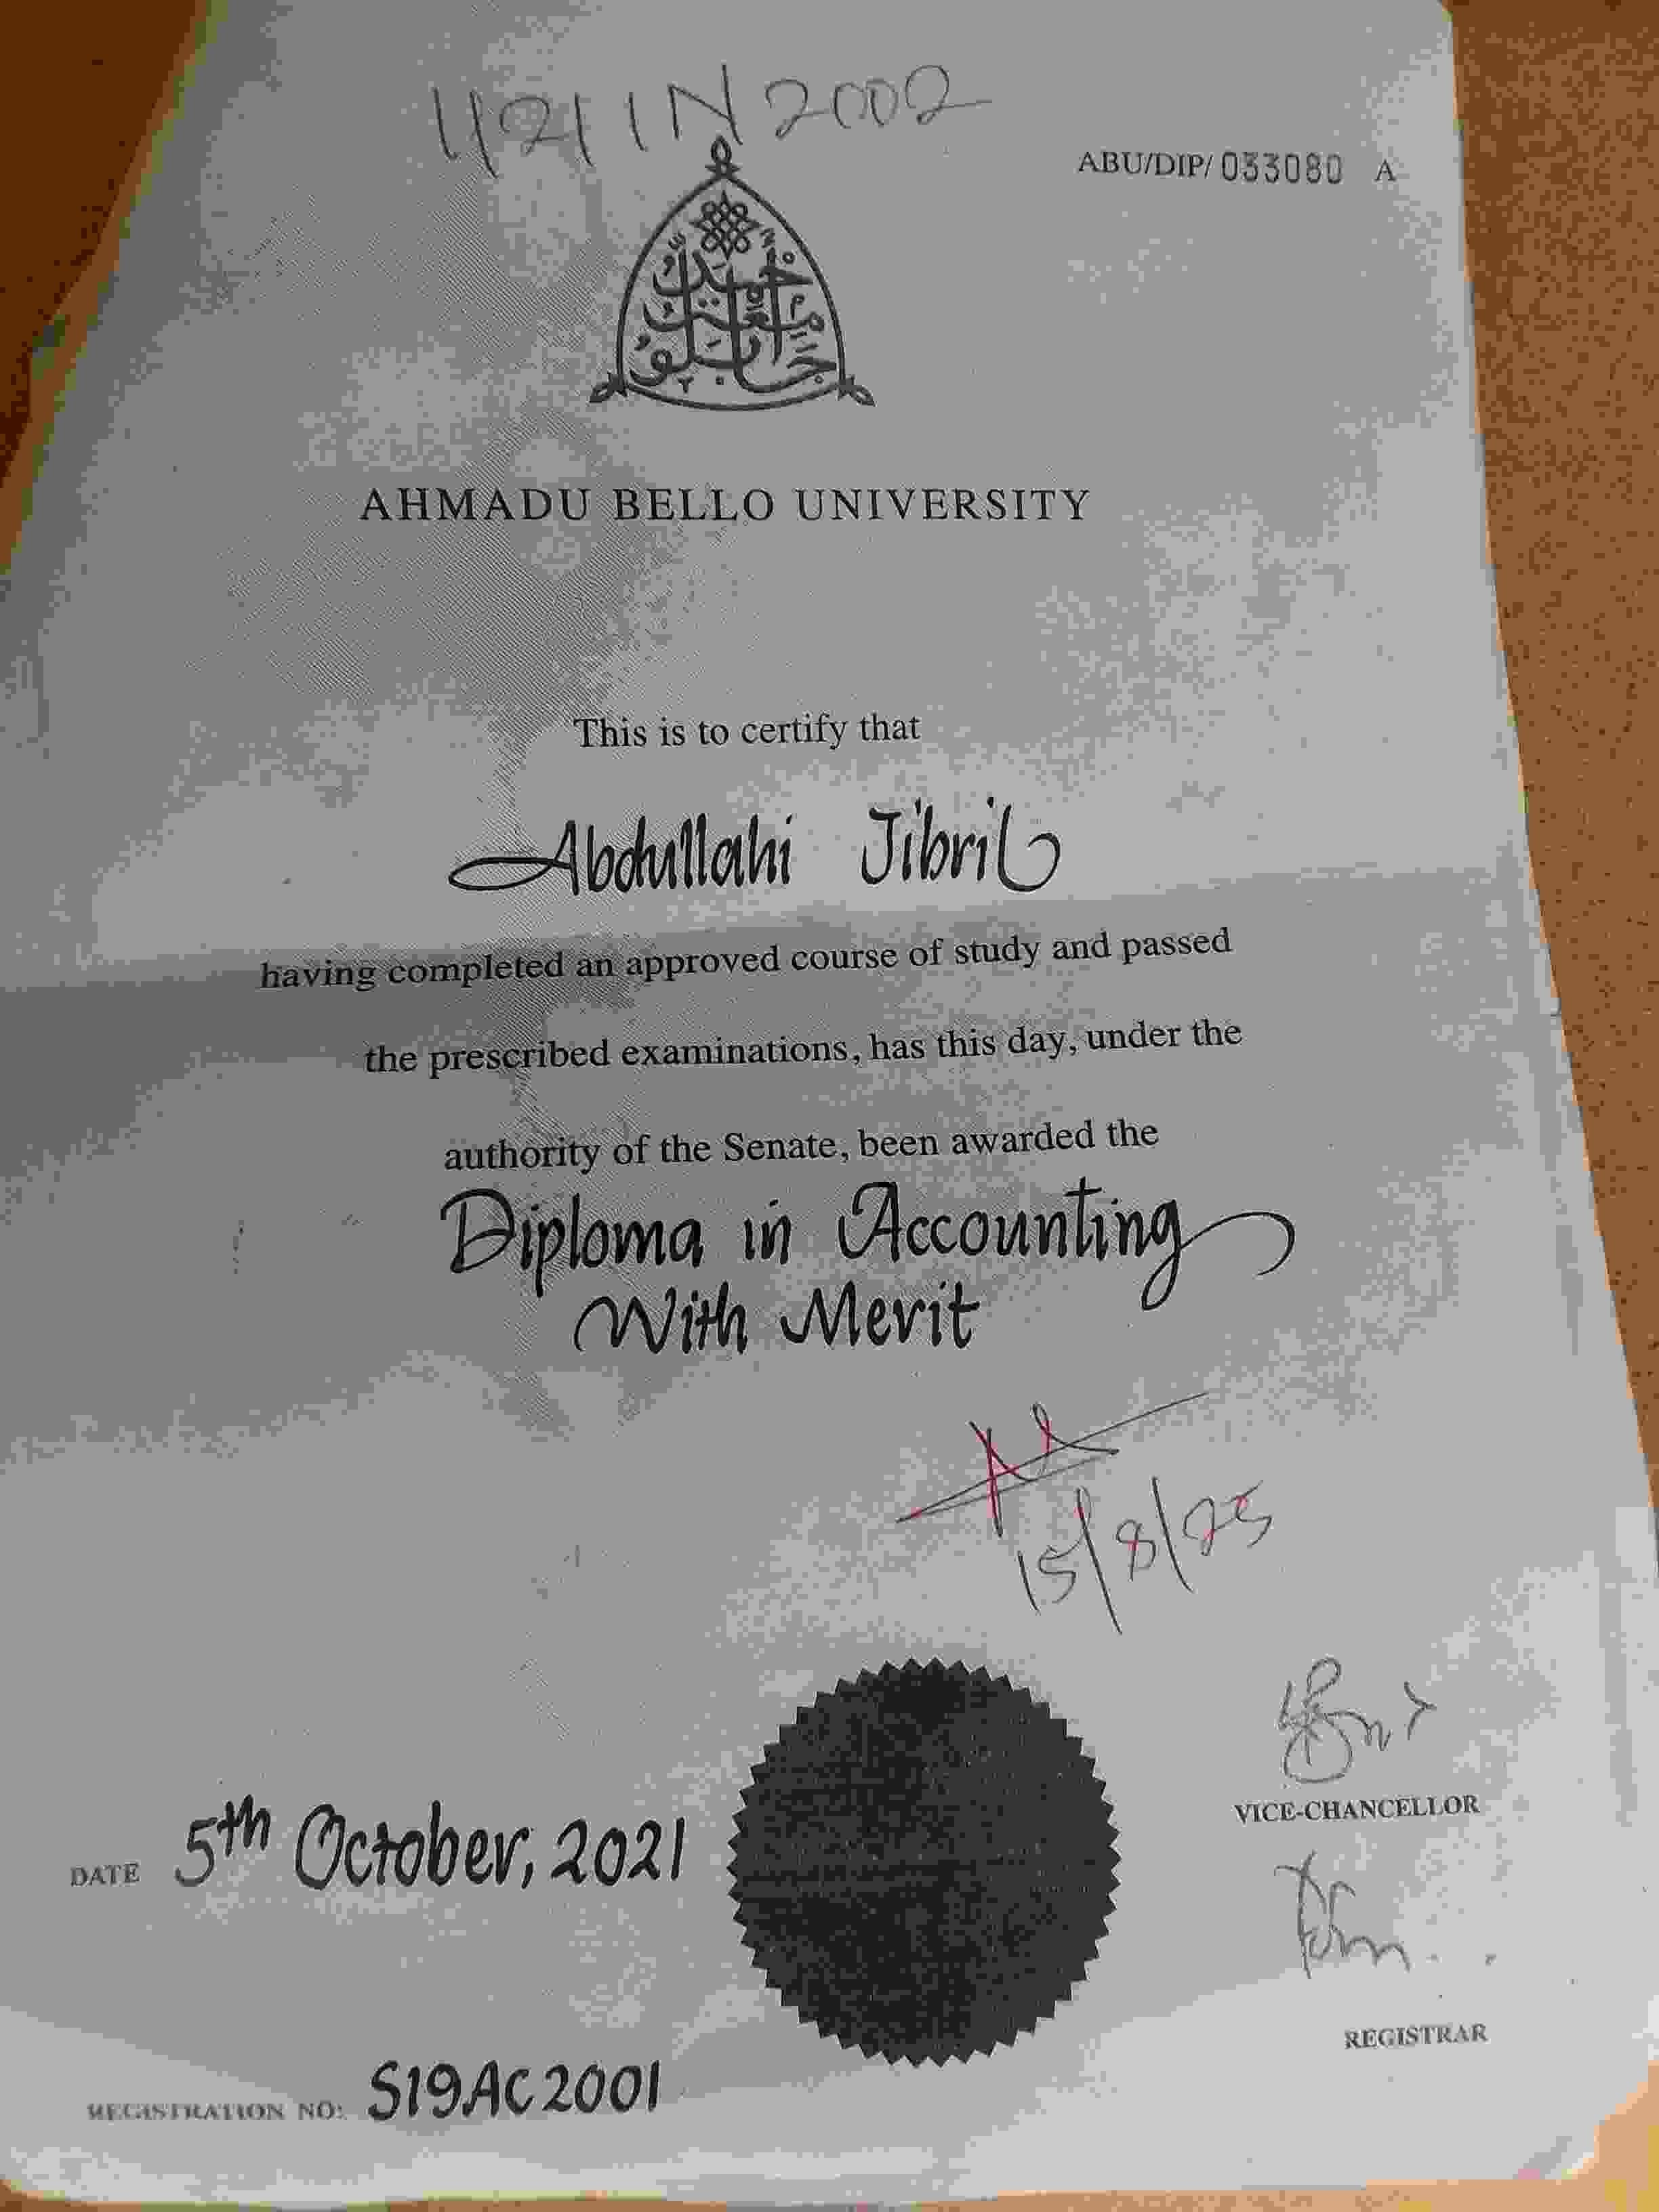 U21IN2002
ABU/DIP/ 033080 A
AHMADU BELLO UNIVERSITY
This is to certify that
Abdullahi Jibril
having completed an approved course of study and passed
the prescribed examinations, has this day, under the
authority of the Senate, been awarded the
Diploma in Accounting
With Merit
15/8/25
VICE-CHANCELLOR
DATE 5th October, 2021
REGISTRAR
REGISTRATION NO: S19AC2001